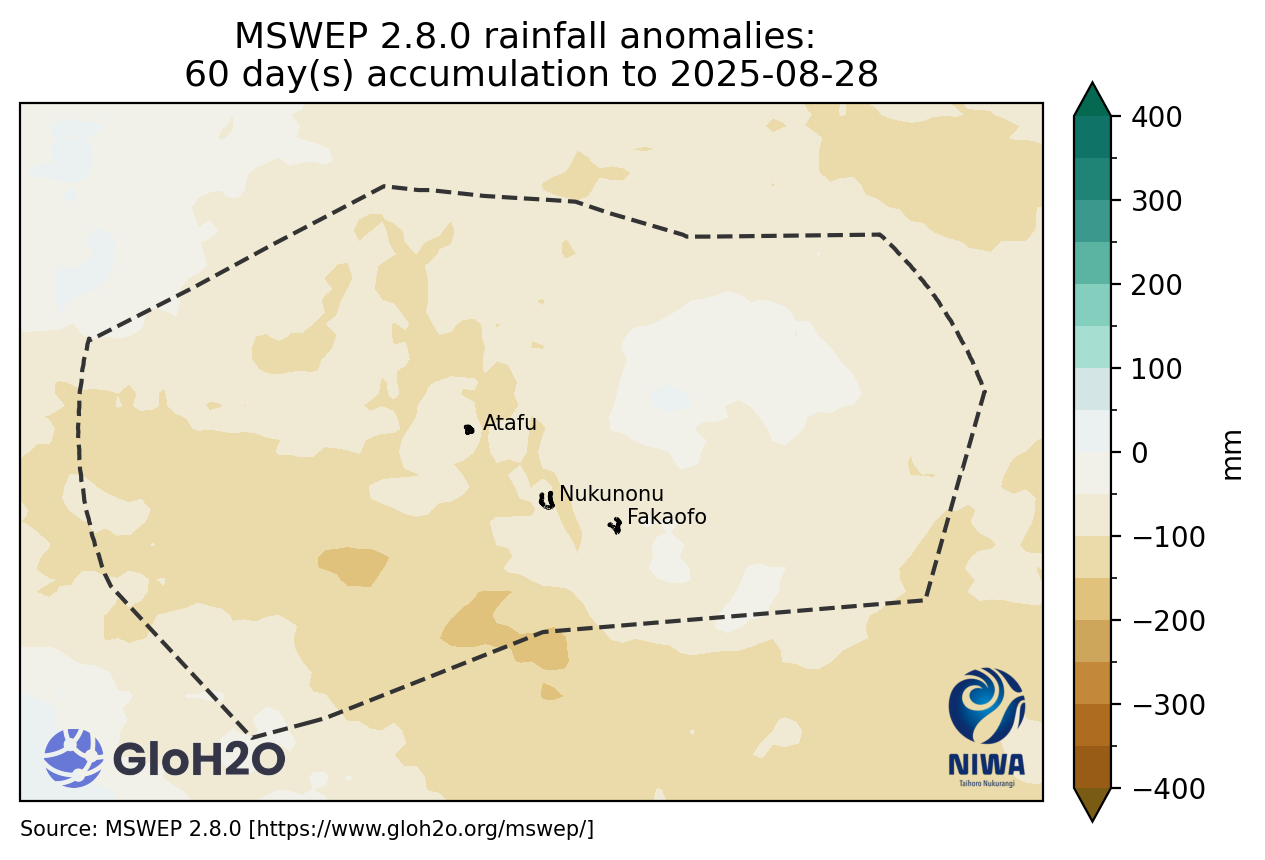 MSWEP 2.8.0 rainfall anomalies:
60 day(s) accumulation to 2025-08-28
400
300
200
100
0
−100
−200
−300
−400
mm
Atafu
Nukunonu
Fakaofo
GloH2O
NIWA
Taihoro Nukurangi
Source: MSWEP 2.8.0 [https://www.gloh2o.org/mswep/]